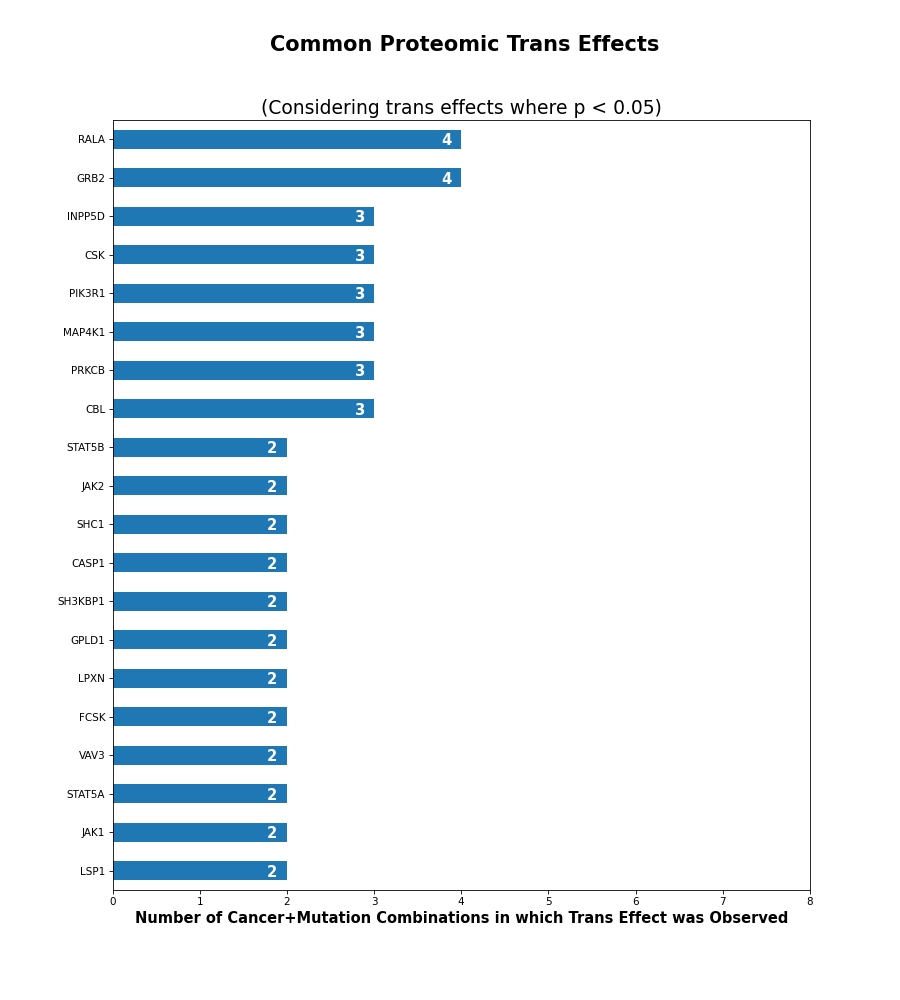 Common Proteomic Trans Effects
(Considering trans effects where p < 0.05)
RALA 4
GRB2 4
INPP5D 3
CSK 3
PIK3R1 3
MAP4K1 3
PRKCB 3
CBL 3
STAT5B 2
JAK2 2
SHC1 2
CASP1 2
SH3KBP1 2
GPLD1 2
LPXN 2
FCSK 2
VAV3 2
STAT5A 2
JAK1 2
LSP1 2
0 1 2 3 4 5 6 7 8
Number of Cancer+Mutation Combinations in which Trans Effect was Observed